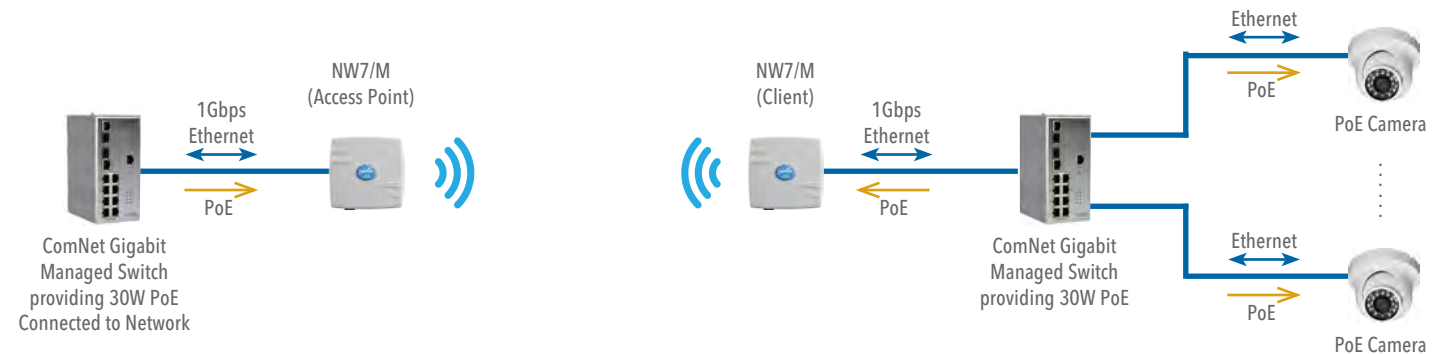 NW7/M
(Access Point)
1Gbps
Ethernet
PoE
ComNet Gigabit
Managed Switch
providing 30W PoE
Connected to Network
NW7/M
(Client)
1Gbps
Ethernet
PoE
ComNet Gigabit
Managed Switch
providing 30W PoE
Ethernet
PoE
PoE Camera
Ethernet
PoE
PoE Camera